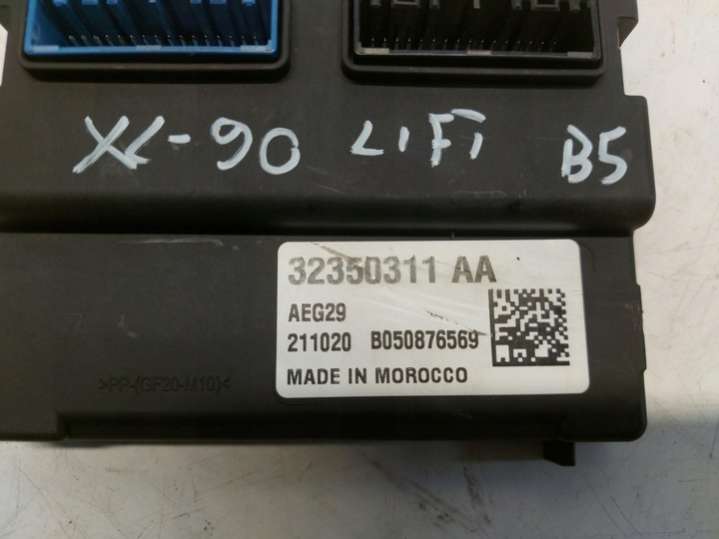 XC-90 LIFT B5
32350311 AA
AEG29
211020 B050876569
MADE IN MOROCCO
>PP-(GF20-M10)<